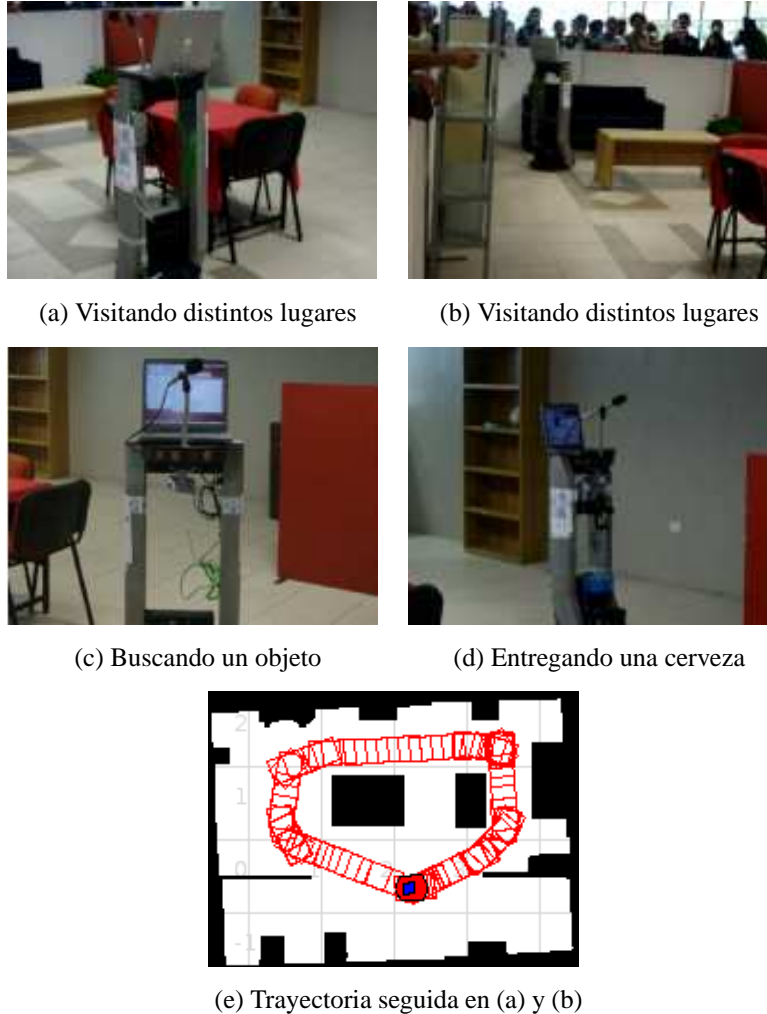 (a) Visitando distintos lugares
(b) Visitando distintos lugares
(c) Buscando un objeto
(d) Entregando una cerveza
2
1
0
2
-1
(e) Trayectoria seguida en (a) y (b)